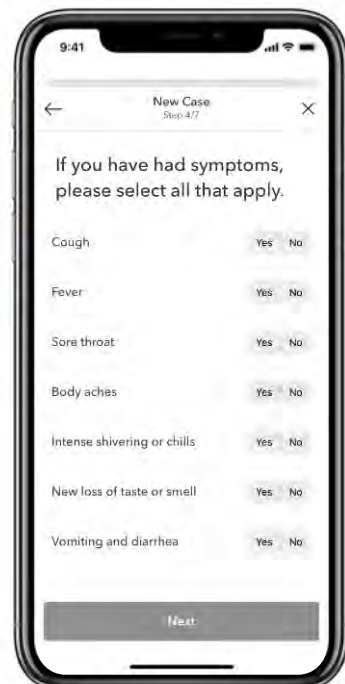 9:41
New Case
Step 4/7
If you have had symptoms,
please select all that apply.
Cough Yes No
Fever Yes No
Sore throat Yes No
Body aches Yes No
Intense shivering or chills Yes No
New loss of taste or smell Yes No
Vomiting and diarrhea Yes No
Next